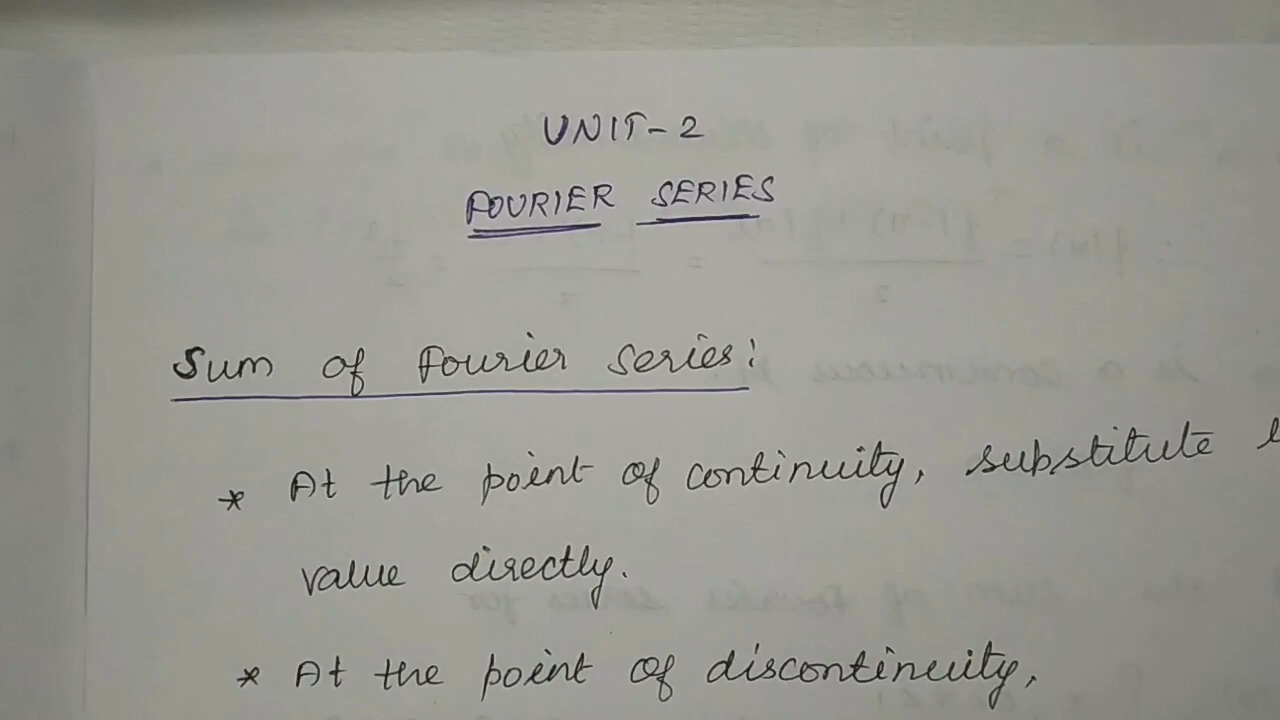 UNIT-2
FOURIER SERIES
Sum of Fourier Series:
* At the point of continuity, substitute
value directly.
* At the point of discontinuity,